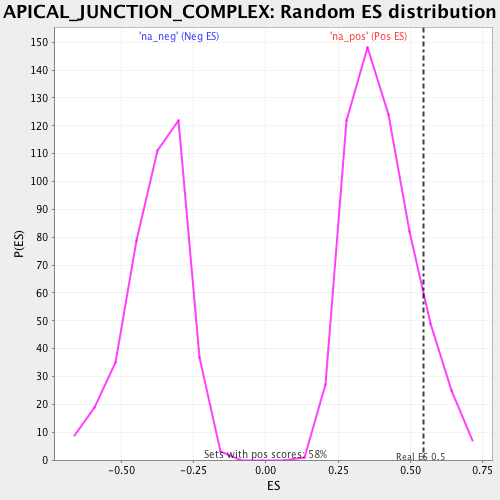 APICAL_JUNCTION_COMPLEX: Random ES distribution
'na_neg' (Neg ES) 'na_pos' (Pos ES)
150
140
130
120
110
100
90
80
70
60
50
40
30
20
10
0
P(ES)
Sets with pos scores: 58%
Real ES 0.5
-0.50 -0.25 0.00 0.25 0.50 0.75
ES